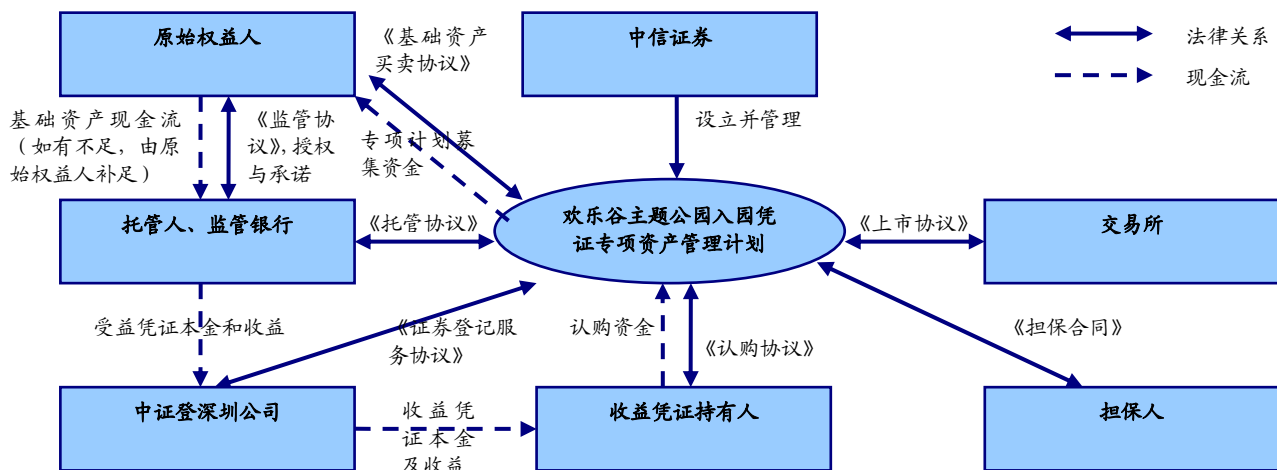 原始权益人
《基础资产
买卖协议》
中信证券
法律关系
现金流
基础资产现金流
（如有不足，由原
始权益人补足）
《监管协
议》，授权
与承诺
专项计划募
集资金
设立并管理
托管人、监管银行
《托管协议》
欢乐谷主题公园入园凭
证专项资产管理计划
《上市协议》
交易所
受益凭证本金和收益
《证券登记服
务协议》
认购资金
《认购协议》
《担保合同》
中证登深圳公司
收益凭
证本金
及收益
收益凭证持有人
担保人